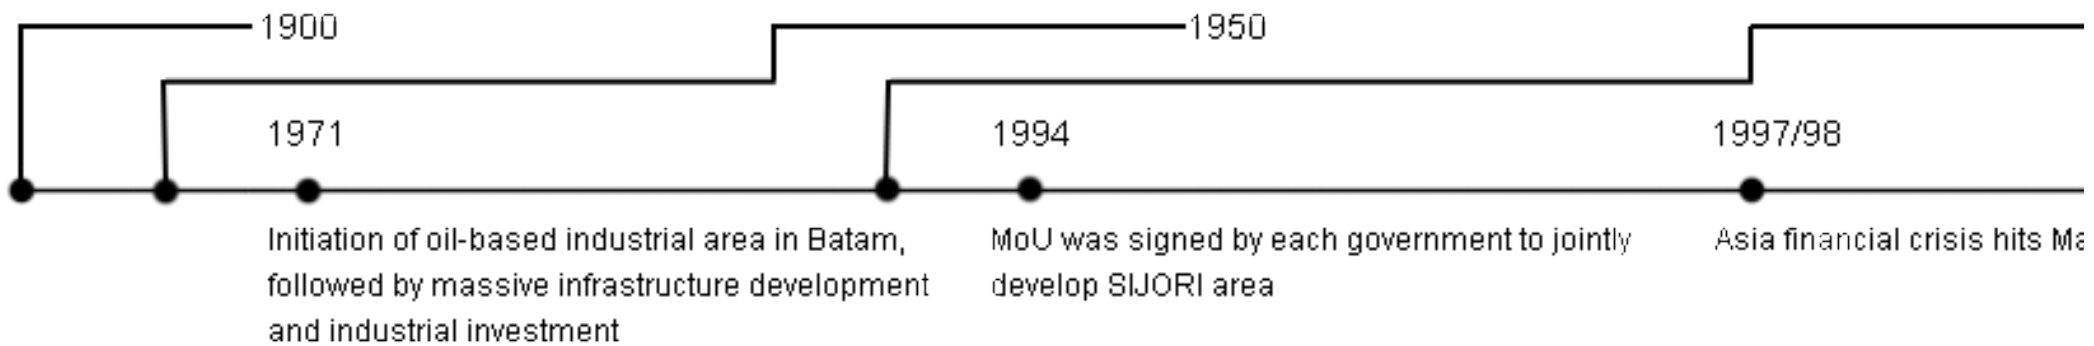 1900
1950
1971
1994
1997/98
Initiation of oil-based industrial area in Batam,
followed by massive infrastructure development
and industrial investment
MoU was signed by each government to jointly
develop SIJORI area
Asia financial crisis hits